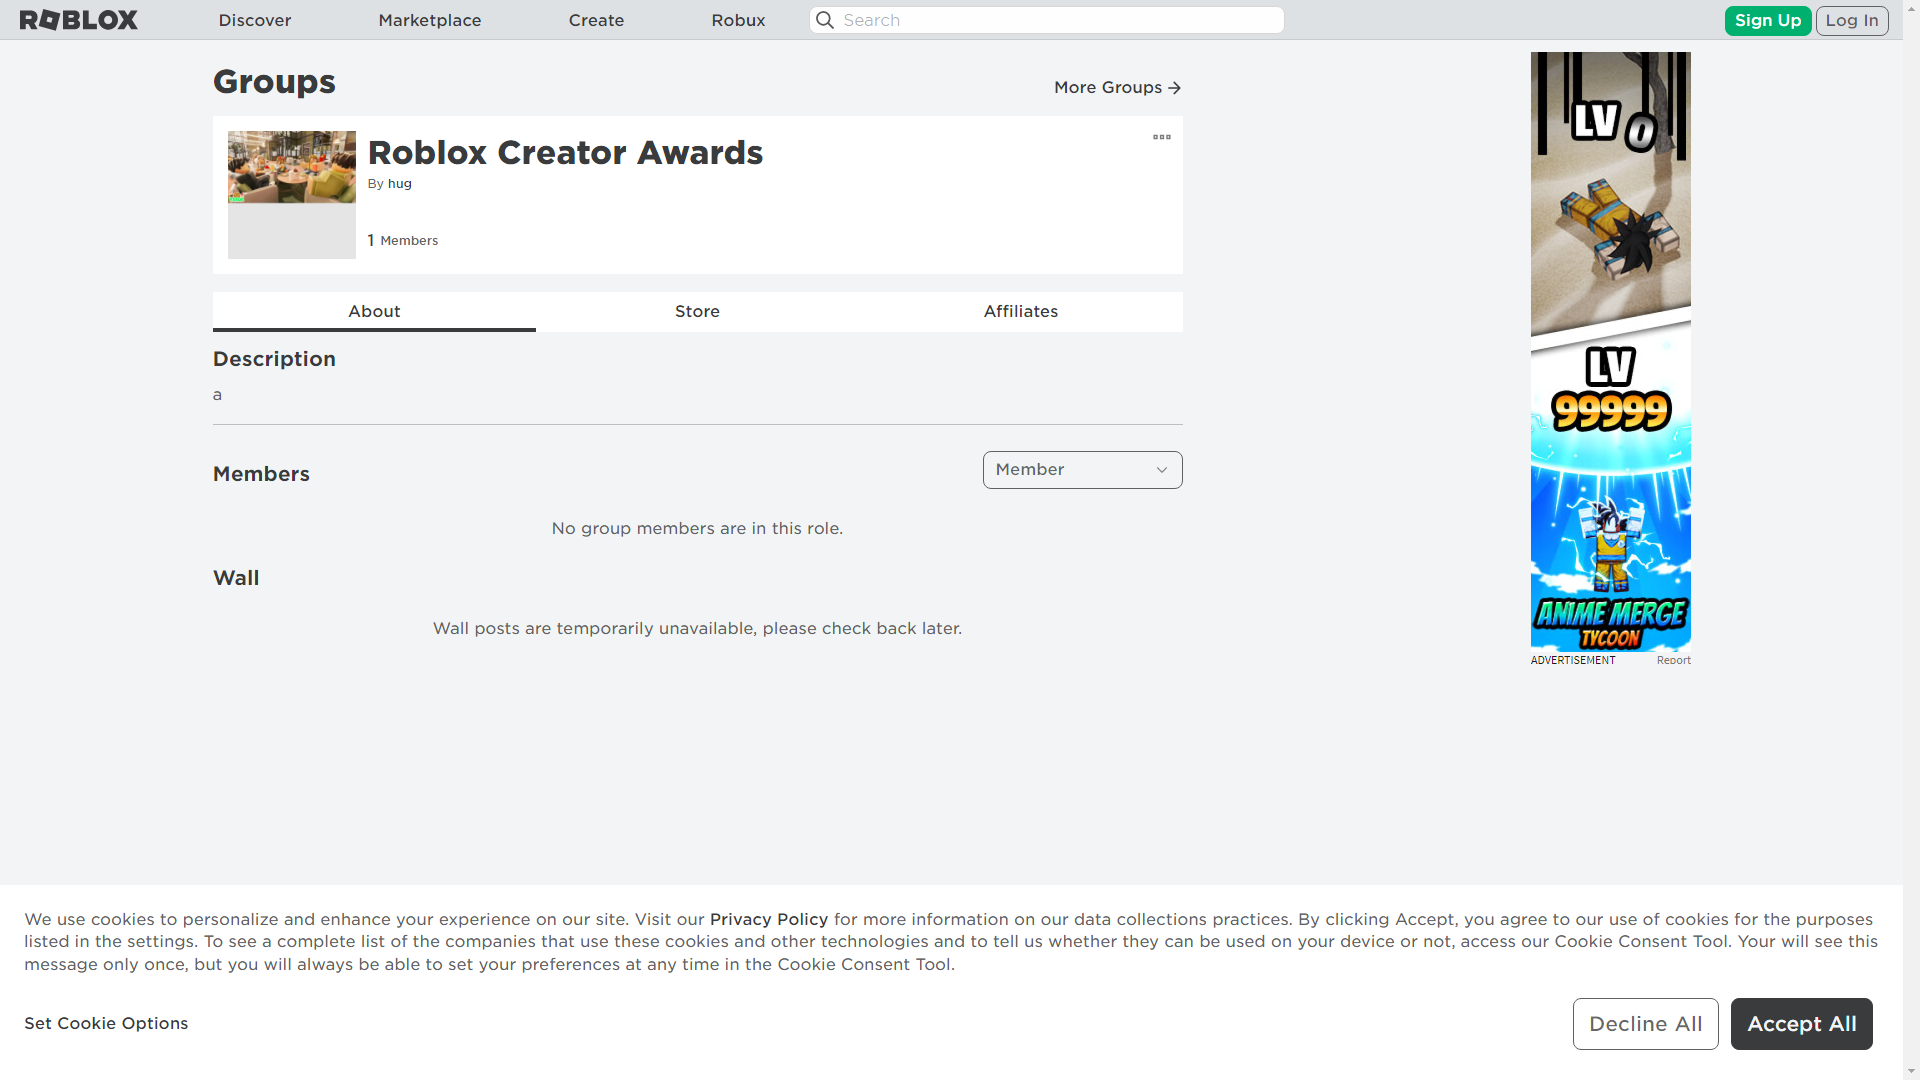 ROBLOX
Discover
Marketplace
Create
Robux
Search
Sign Up
Log In
Groups
More Groups
Roblox Creator Awards
By hug
1 Members
About
Store
Affiliates
Description
a
Members
Member
No group members are in this role.
Wall
Wall posts are temporarily unavailable, please check back later.
LV 0
LV
99999
ANIME MERGE
TYCOON
ADVERTISEMENT
Report
We use cookies to personalize and enhance your experience on our site. Visit our Privacy Policy for more information on our data collections practices. By clicking Accept, you agree to our use of cookies for the purposes
listed in the settings. To see a complete list of the companies that use these cookies and other technologies and to tell us whether they can be used on your device or not, access our Cookie Consent Tool. Your will see this
message only once, but you will always be able to set your preferences at any time in the Cookie Consent Tool.
Set Cookie Options
Decline All
Accept All